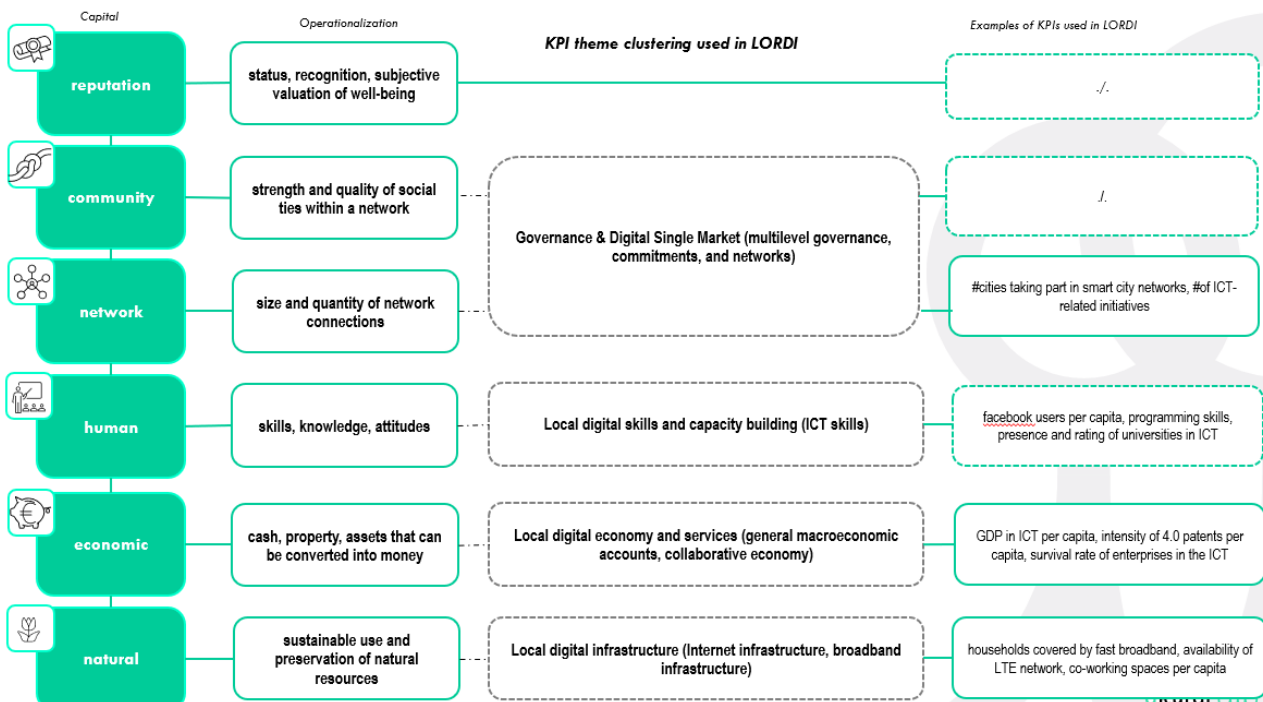 Capital
Operationalization
KPI theme clustering used in LORDI
Examples of KPIs used in LORDI
reputation
status, recognition, subjective
valuation of well-being
-/-
community
strength and quality of social
ties within a network
Governance & Digital Single Market (multilevel governance,
commitments, and networks)
./.
network
size and quantity of network
connections
#cities taking part in smart city networks, #of ICT-
related initiatives
human
skills, knowledge, attitudes
Local digital skills and capacity building (ICT skills)
facebook users per capita, programming skills,
presence and rating of universities in ICT
economic
cash, property, assets that can
be converted into money
Local digital economy and services (general macroeconomic
accounts, collaborative economy)
GDP in ICT per capita, intensity of 4.0 patents per
capita, survival rate of enterprises in the ICT
natural
sustainable use and
preservation of natural
resources
Local digital infrastructure (Internet infrastructure, broadband
infrastructure)
households covered by fast broadband, availability of
LTE network, co-working spaces per capita